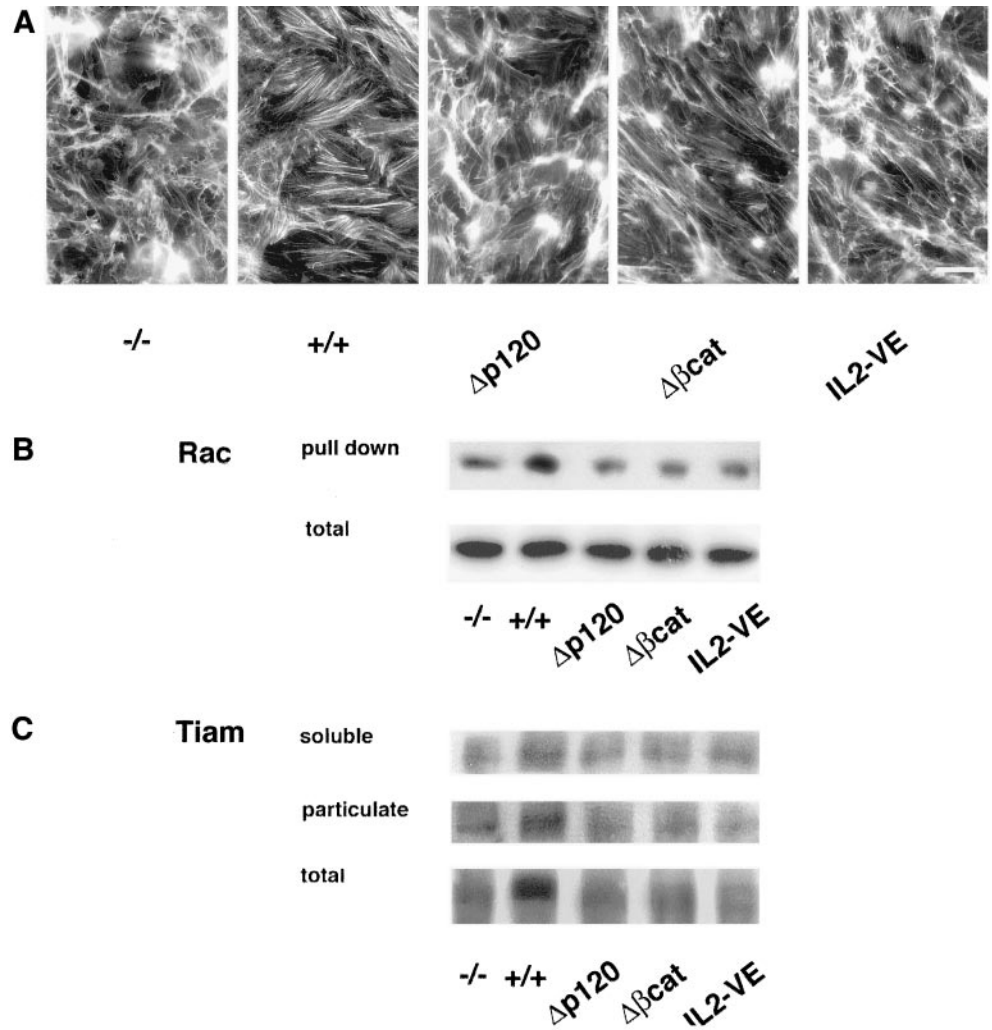 A
-/- +/+ Δp120 Δβcat IL2-VE
B Rac pull down
total
-/- +/+ Δp120 Δβcat IL2-VE
C Tiam soluble
particulate
total
-/- +/+ Δp120 Δβcat IL2-VE